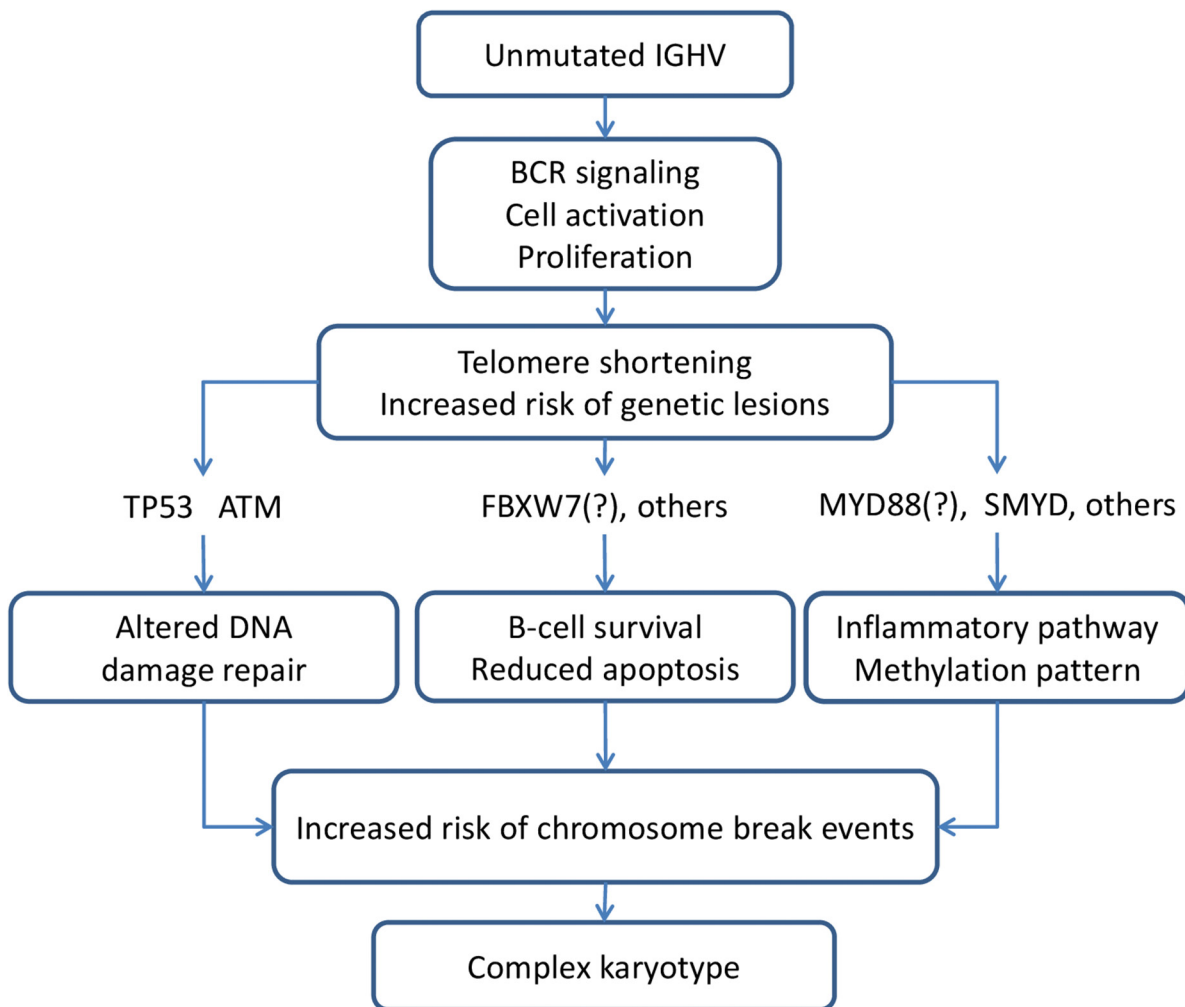 Unmutated IGHV
BCR signaling
Cell activation
Proliferation
Telomere shortening
Increased risk of genetic lesions
TP53 ATM
FBXW7(?), others
MYD88(?), SMYD, others
Altered DNA
damage repair
B-cell survival
Reduced apoptosis
Inflammatory pathway
Methylation pattern
Increased risk of chromosome break events
Complex karyotype